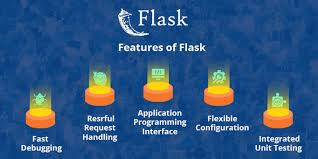 Flask
Features of Flask
Fast
Debugging
Resrful
Request
Handling
Application
Programming
Interface
Flexible
Configuration
Integrated
Unit Testing